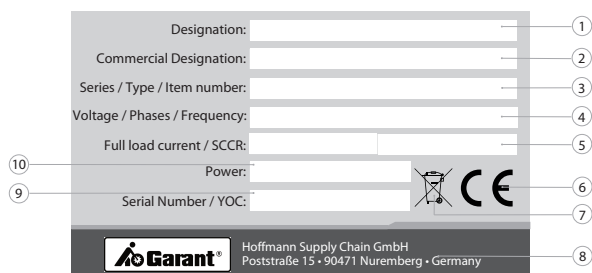 Designation:
1
Commercial Designation:
2
Series / Type / Item number:
3
Voltage / Phases / Frequency:
4
Full load current / SCCR:
5
10
Power:
9
Serial Number / YOC:
CE
6
7
Garant®
Hoffmann Supply Chain GmbH
Poststraße 15 • 90471 Nuremberg • Germany
8